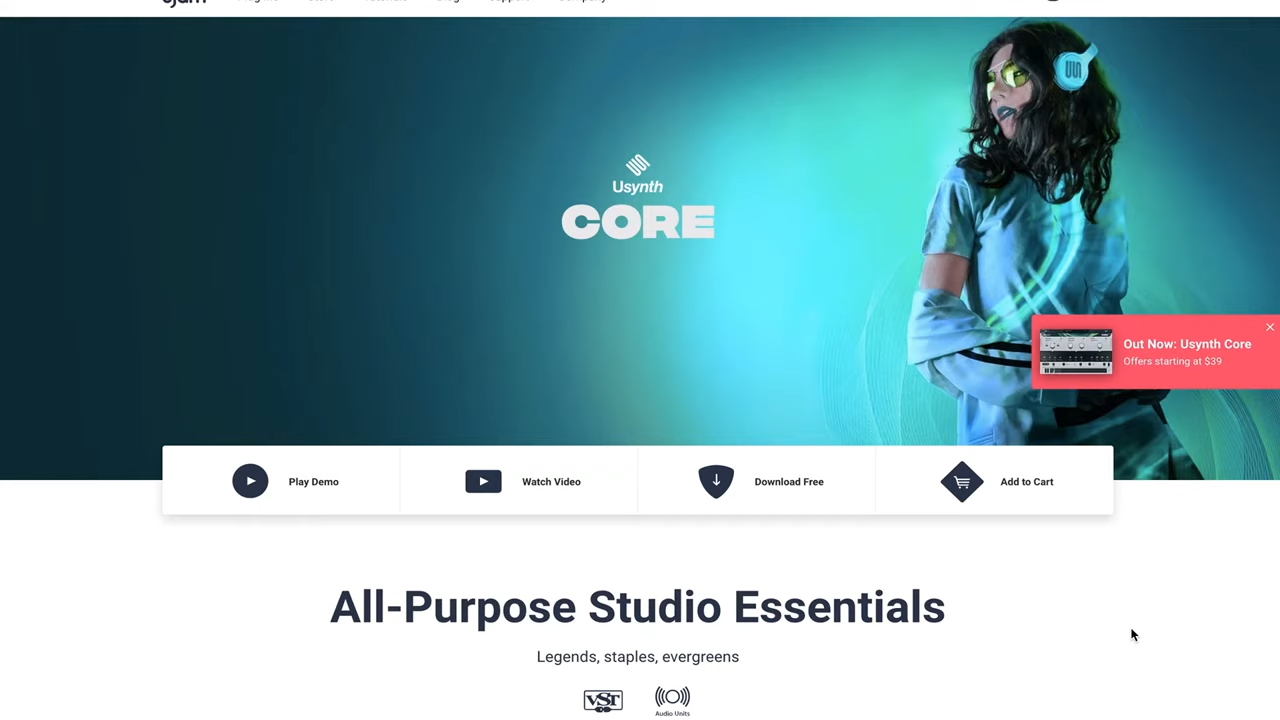 Usynth
CORE
Out Now: Usynth Core
Offers starting at $39
Play Demo
Watch Video
Download Free
Add to Cart
All-Purpose Studio Essentials
Legends, staples, evergreens
VST
Audio Units